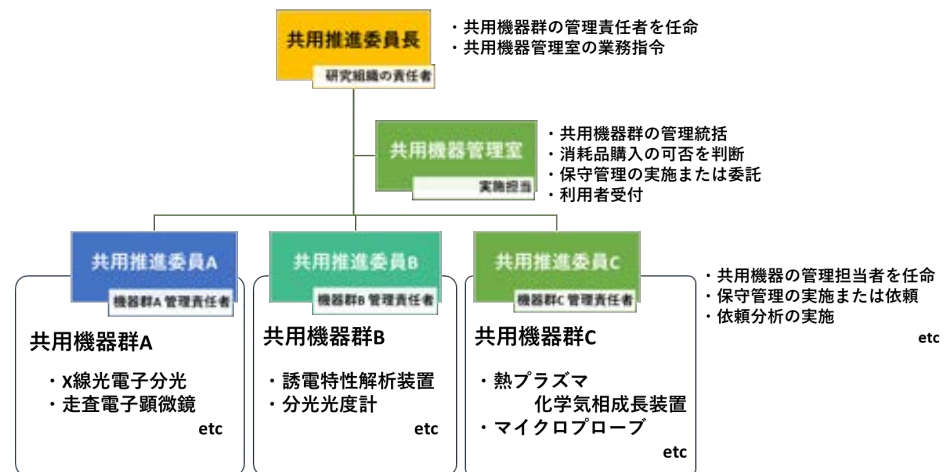 共用推進委員長
研究組織の責任者
・共用機器群の管理責任者を任命
・共用機器管理室の業務指令
共用機器管理室
実施担当
・共用機器群の管理統括
・消耗品購入の可否を判断
・保守管理の実施または委託
・利用者受付
共用推進委員A
機器群A 管理責任者
共用推進委員B
機器群B 管理責任者
共用推進委員C
機器群C 管理責任者
・共用機器の管理担当者を任命
・保守管理の実施または依頼
・依頼分析の実施
etc
共用機器群A
・X線光電子分光
・走査電子顕微鏡
etc
共用機器群B
・誘電特性解析装置
・分光光度計
etc
共用機器群C
・熱プラズマ
化学気相成長装置
・マイクロプローブ
etc